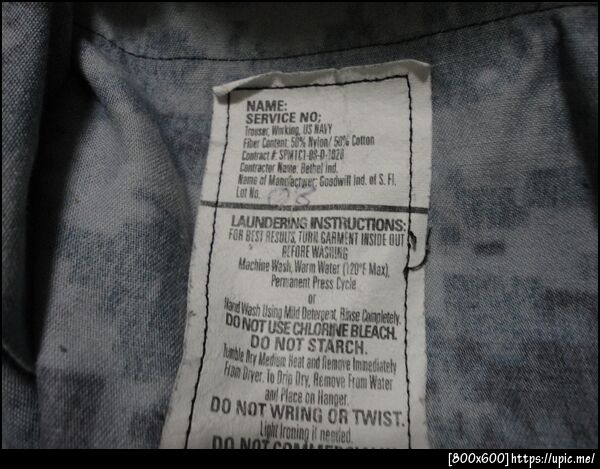 NAME:
SERVICE NO;
Trouser, Working, US NAVY
Fiber Content: 50% Nylon/ 50% Cotton
Contract #: SPM1C1-08-D-1028
Contractor Name: Bethel Ind.
Name of Manufacturer: Goodwill Ind. of S. Fl.
Lot No.
LAUNDERING INSTRUCTIONS:
FOR BEST RESULTS, TURN GARMENT INSIDE OUT
BEFORE WASHING
Machine Wash, Warm Water (120°F Max),
Permanent Press Cycle
or
Hand Wash Using Mild Detergent, Rinse Completely.
DO NOT USE CHLORINE BLEACH.
DO NOT STARCH.
Tumble Dry Medium Heat and Remove Immediately
From Dryer. To Drip Dry, Remove From Water
and Place on Hanger.
DO NOT WRING OR TWIST.
Light Ironing if needed.
DO NOT
[800x600]https://upic.me/